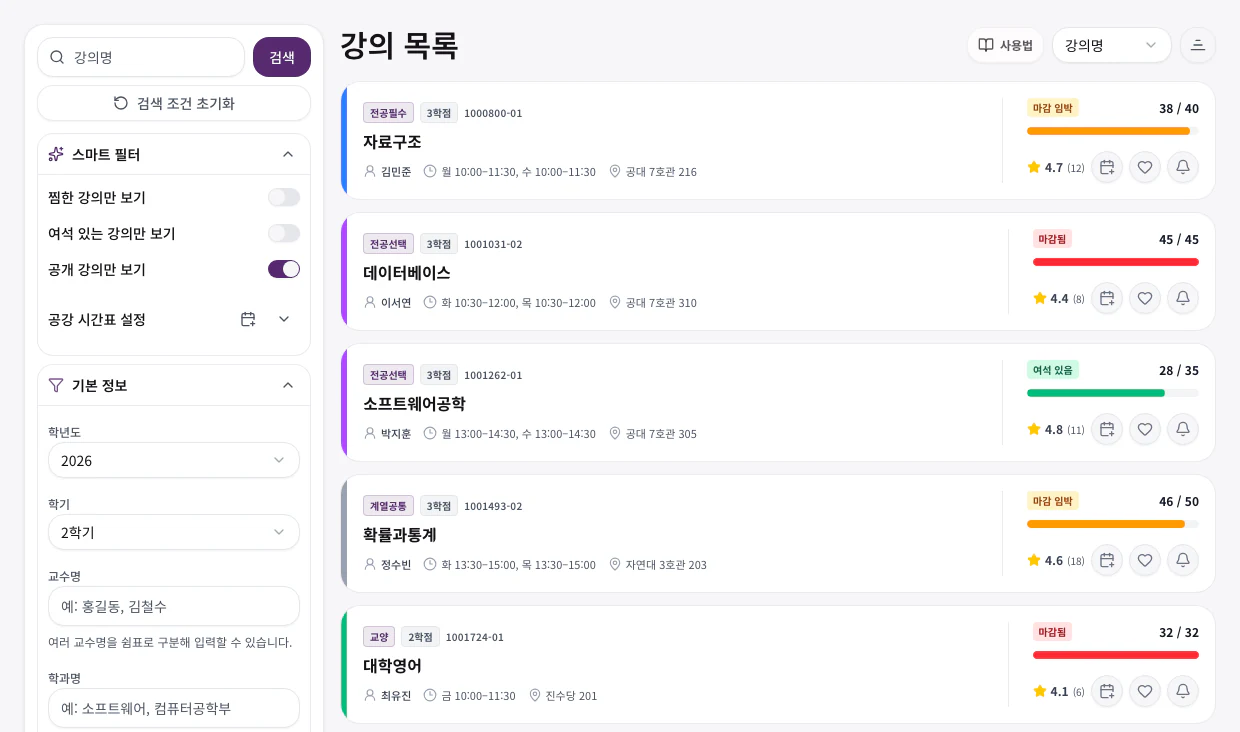 강의명
검색
검색 조건 초기화
스마트 필터
찜한 강의만 보기
여석 있는 강의만 보기
공개 강의만 보기
공강 시간표 설정
기본 정보
학년도
2026
학기
2학기
교수명
예: 홍길동, 김철수
여러 교수명을 쉼표로 구분해 입력할 수 있습니다.
학과명
예: 소프트웨어, 컴퓨터공학부
강의 목록
사용법
강의명
전공필수 3학점 1000800-01
자료구조
김민준 월 10:00–11:30, 수 10:00–11:30 공대 7호관 216
마감 임박 38 / 40
4.7 (12)
전공선택 3학점 1001031-02
데이터베이스
이서연 화 10:30–12:00, 목 10:30–12:00 공대 7호관 310
마감됨 45 / 45
4.4 (8)
전공선택 3학점 1001262-01
소프트웨어공학
박지훈 월 13:00–14:30, 수 13:00–14:30 공대 7호관 305
여석 있음 28 / 35
4.8 (11)
계열공통 3학점 1001493-02
확률과통계
정수빈 화 13:30–15:00, 목 13:30–15:00 자연대 3호관 203
마감 임박 46 / 50
4.6 (18)
교양 2학점 1001724-01
대학영어
최유진 금 10:00–11:30 진수당 201
마감됨 32 / 32
4.1 (6)